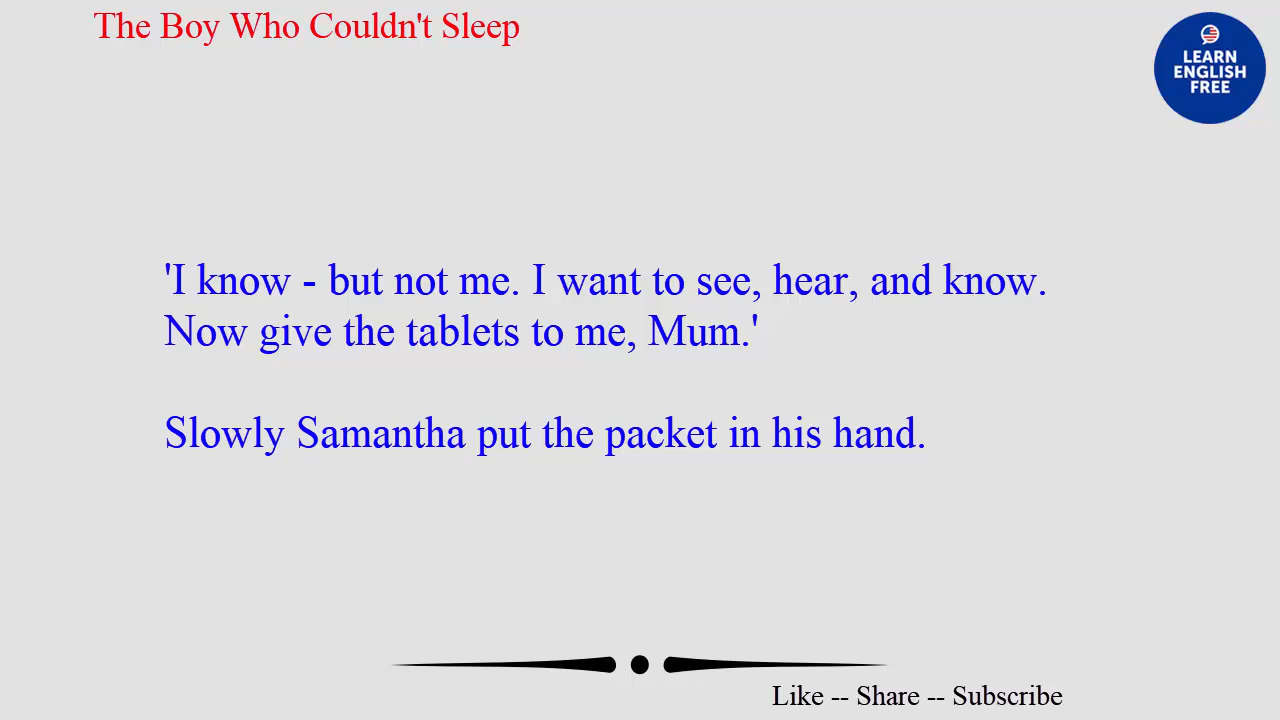 The Boy Who Couldn't Sleep
LEARN
ENGLISH
FREE
'I know - but not me. I want to see, hear, and know.
Now give the tablets to me, Mum.'
Slowly Samantha put the packet in his hand.
Like -- Share -- Subscribe